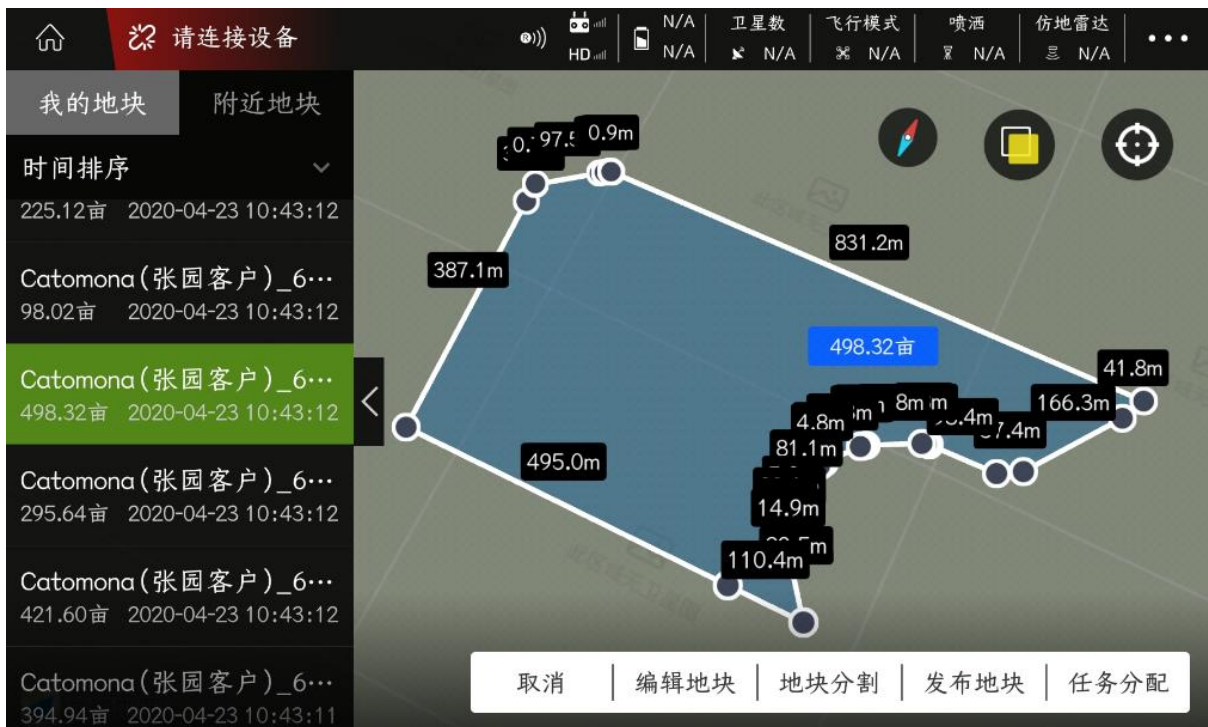 请连接设备
HD
N/A
N/A
卫星数
N/A
飞行模式
N/A
喷洒
N/A
仿地雷达
N/A
我的地块
附近地块
时间排序
225.12亩 2020-04-23 10:43:12
Catomona(张园客户)_6···
98.02亩 2020-04-23 10:43:12
Catomona(张园客户)_6···
498.32亩 2020-04-23 10:43:12
Catomona(张园客户)_6···
295.64亩 2020-04-23 10:43:12
Catomona(张园客户)_6···
421.60亩 2020-04-23 10:43:12
Catomona(张园客户)_6···
394.94亩 2020-04-23 10:43:11
0.9m
831.2m
387.1m
498.32亩
41.8m
166.3m
8m
4.8m
81.1m
495.0m
14.9m
110.4m
取消
编辑地块
地块分割
发布地块
任务分配